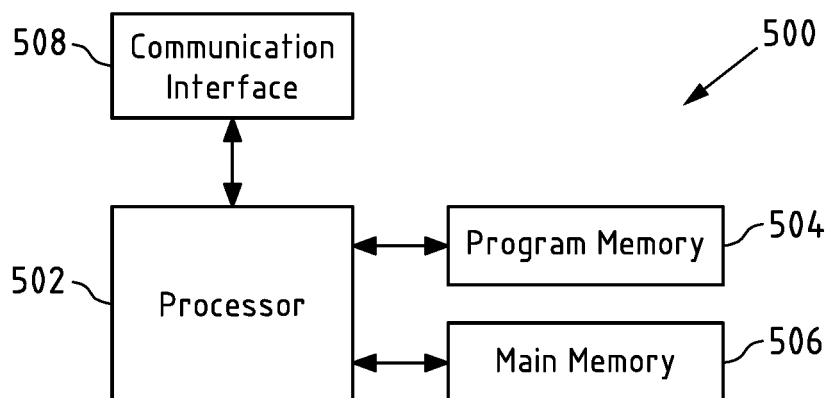 508
Communication
Interface
500
Program Memory
504
502
Processor
Main Memory
506